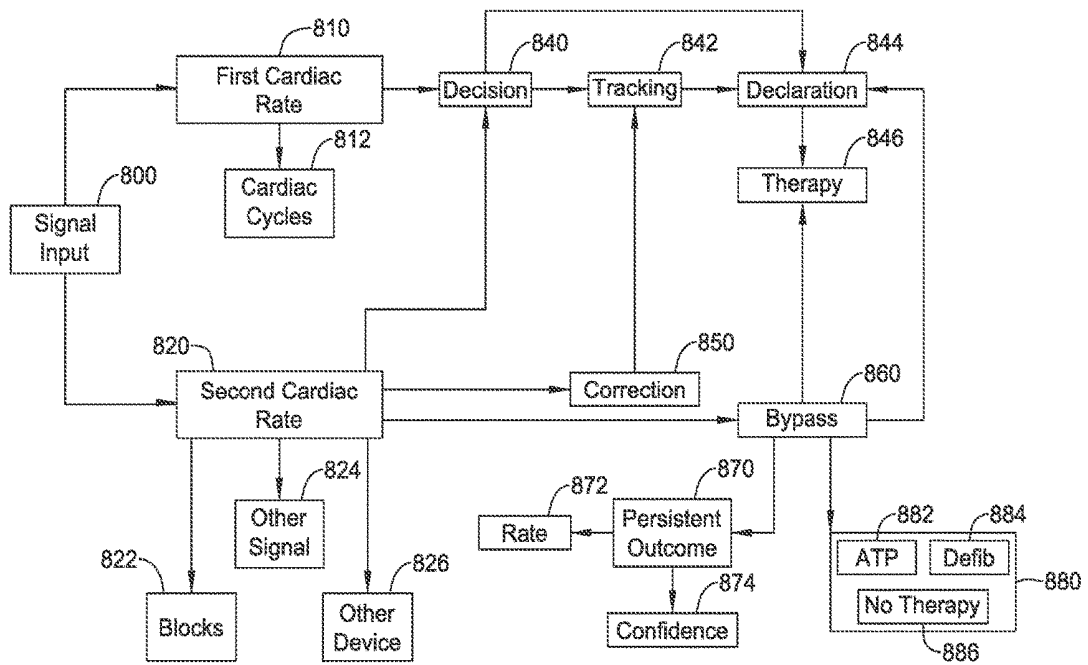 810
840
842
844
First Cardiac
Rate
Decision
Tracking
Declaration
812
846
800
Cardiac
Cycles
Therapy
Signal
Input
820
850
860
Second Cardiac
Rate
Correction
Bypass
824
870
872
Other
Signal
Rate
Persistent
Outcome
882
884
ATP
Defib
822
826
880
Blocks
Other
Device
874
No Therapy
Confidence
886